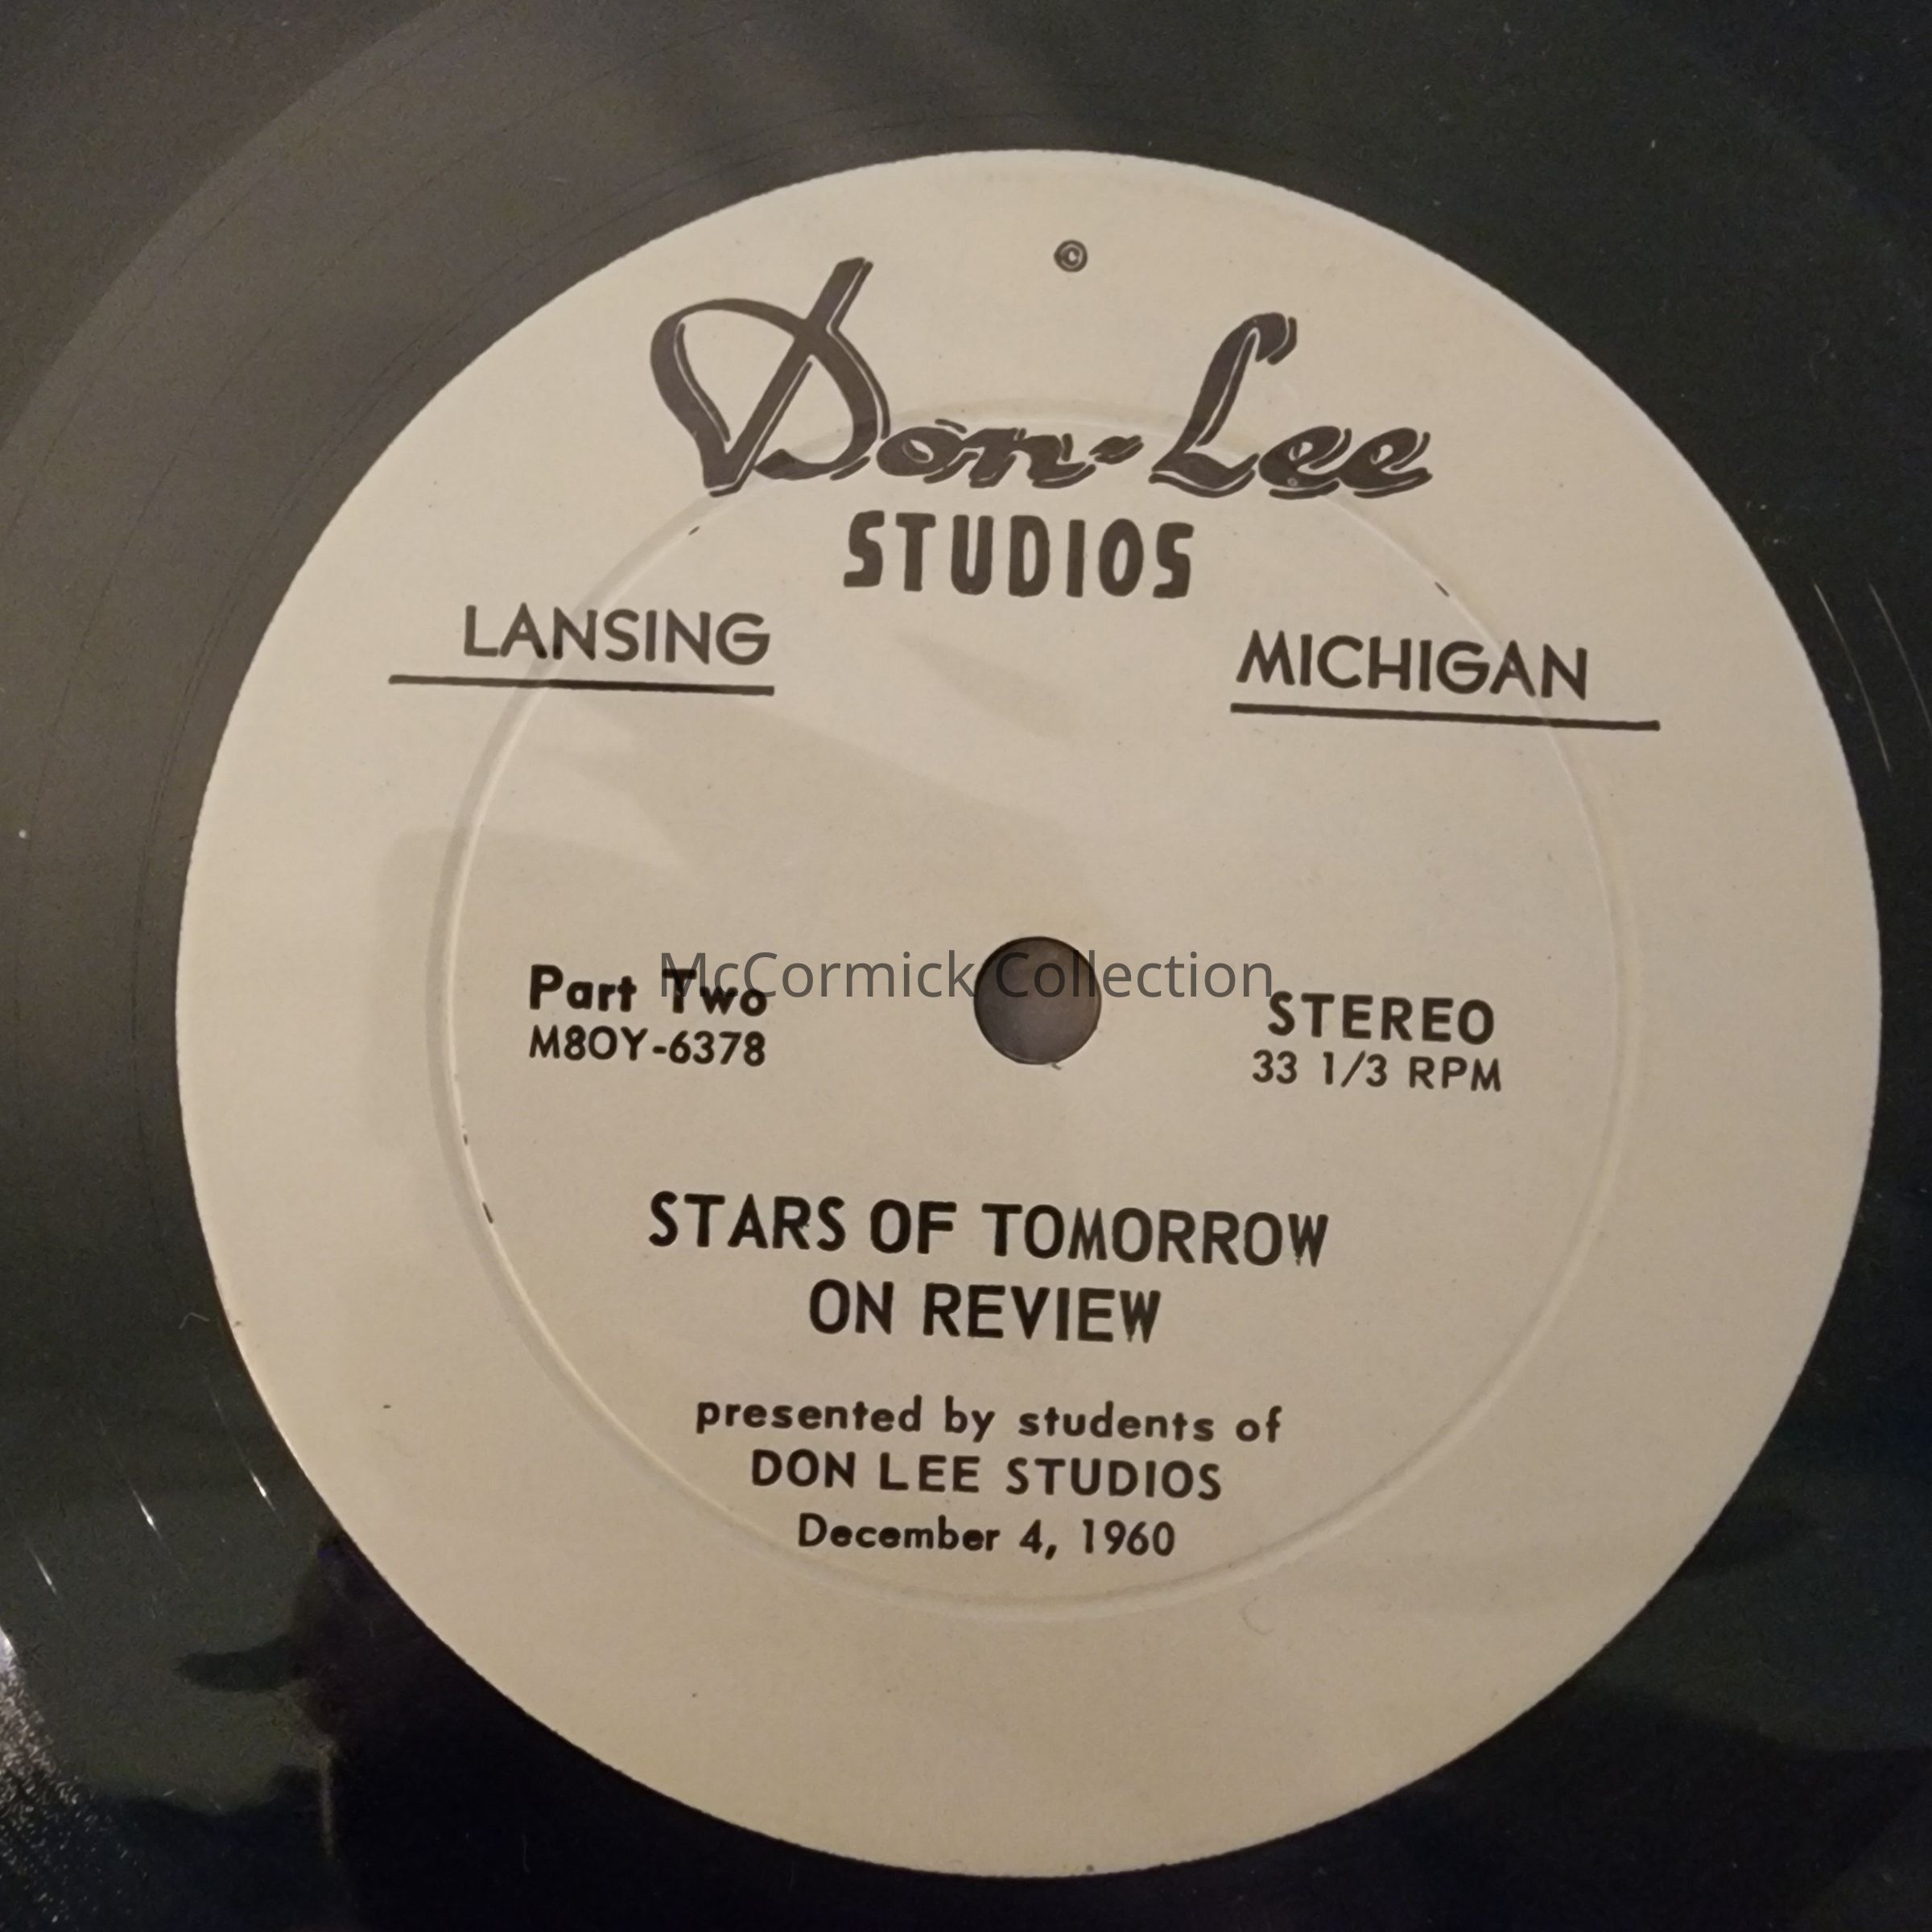 ©
Don-Lee
STUDIOS
LANSING
MICHIGAN
McCormick Collection
Part Two
M8OY-6378
STEREO
33 1/3 RPM
STARS OF TOMORROW
ON REVIEW
presented by students of
DON LEE STUDIOS
December 4, 1960